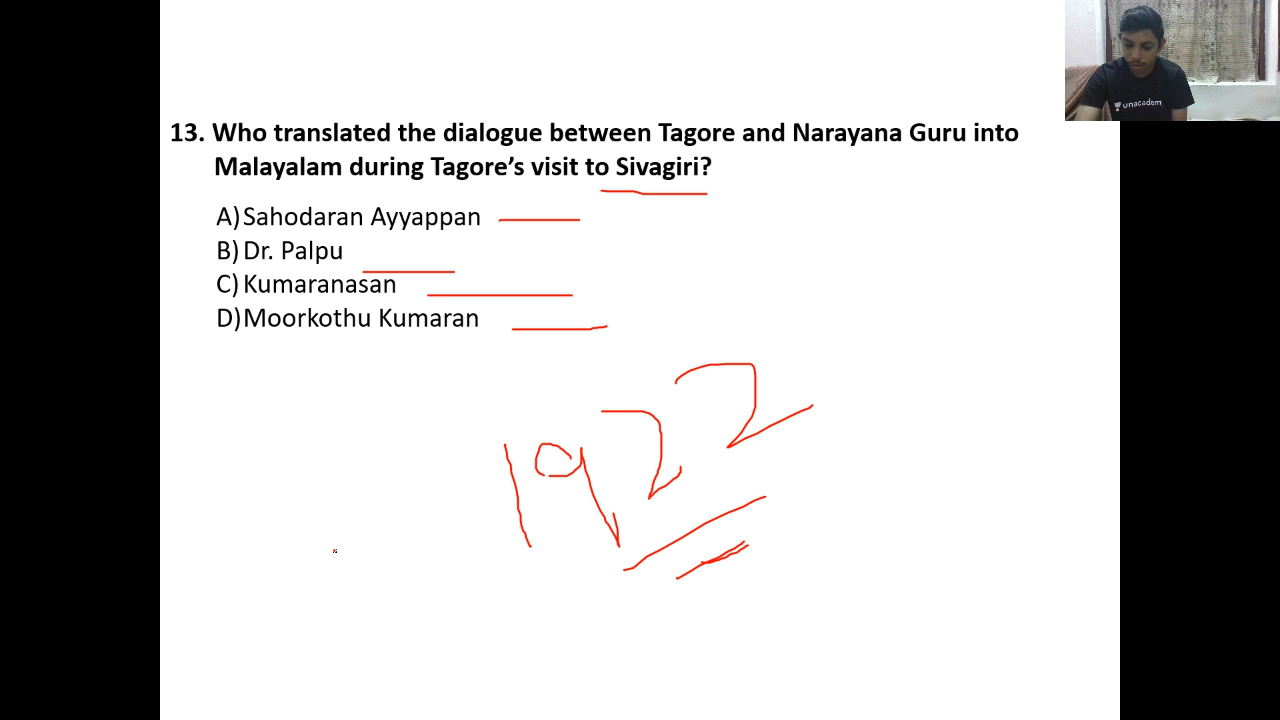 13. Who translated the dialogue between Tagore and Narayana Guru into
Malayalam during Tagore’s visit to Sivagiri?
A) Sahodaran Ayyappan
B) Dr. Palpu
C) Kumaranasan
D) Moorkothu Kumaran
1922
unacadem